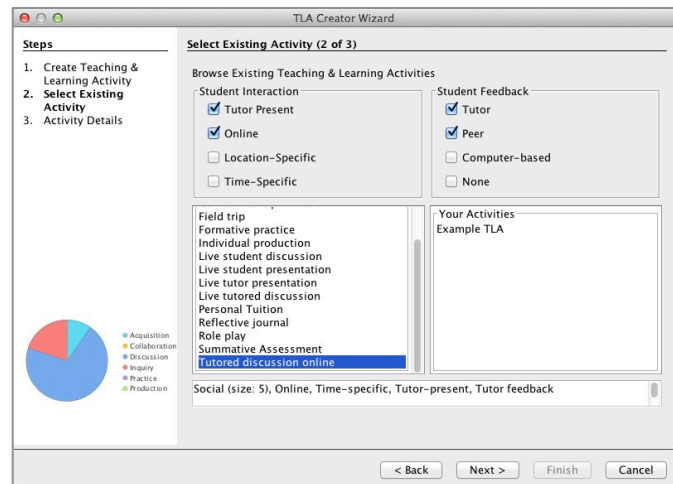 TLA Creator Wizard
Steps
1. Create Teaching &
Learning Activity
2. Select Existing
Activity
3. Activity Details
Select Existing Activity (2 of 3)
Browse Existing Teaching & Learning Activities
Student Interaction
Tutor Present
Online
Location-Specific
Time-Specific
Student Feedback
Tutor
Peer
Computer-based
None
Field trip
Formative practice
Individual production
Live student discussion
Live student presentation
Live tutor presentation
Live tutored discussion
Personal Tuition
Reflective journal
Role play
Summative Assessment
Tutored discussion online
Your Activities
Example TLA
Acquisition
Collaboration
Discussion
Inquiry
Practice
Production
Social (size: 5), Online, Time-specific, Tutor-present, Tutor feedback
< Back
Next >
Finish
Cancel